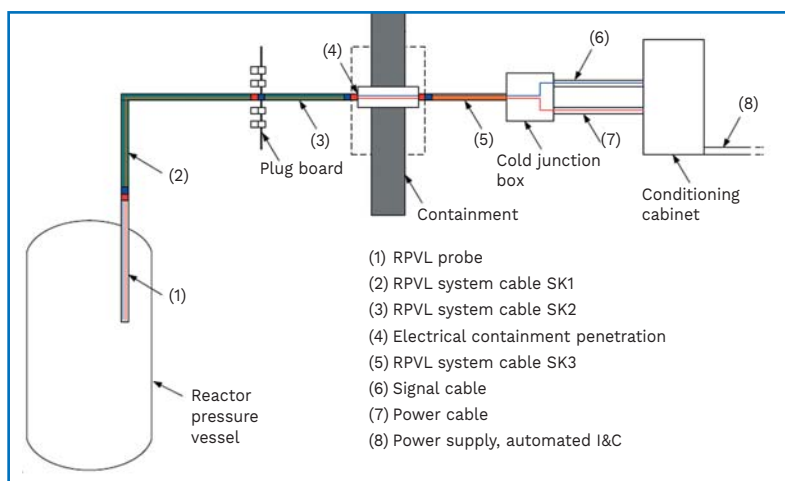 (4)
(6)
(8)
(3)
(5)
(7)
Plug board
Cold junction
box
Conditioning
cabinet
(2)
Containment
(1)
Reactor
pressure
vessel
(1) RPVL probe
(2) RPVL system cable SK1
(3) RPVL system cable SK2
(4) Electrical containment penetration
(5) RPVL system cable SK3
(6) Signal cable
(7) Power cable
(8) Power supply, automated I&C